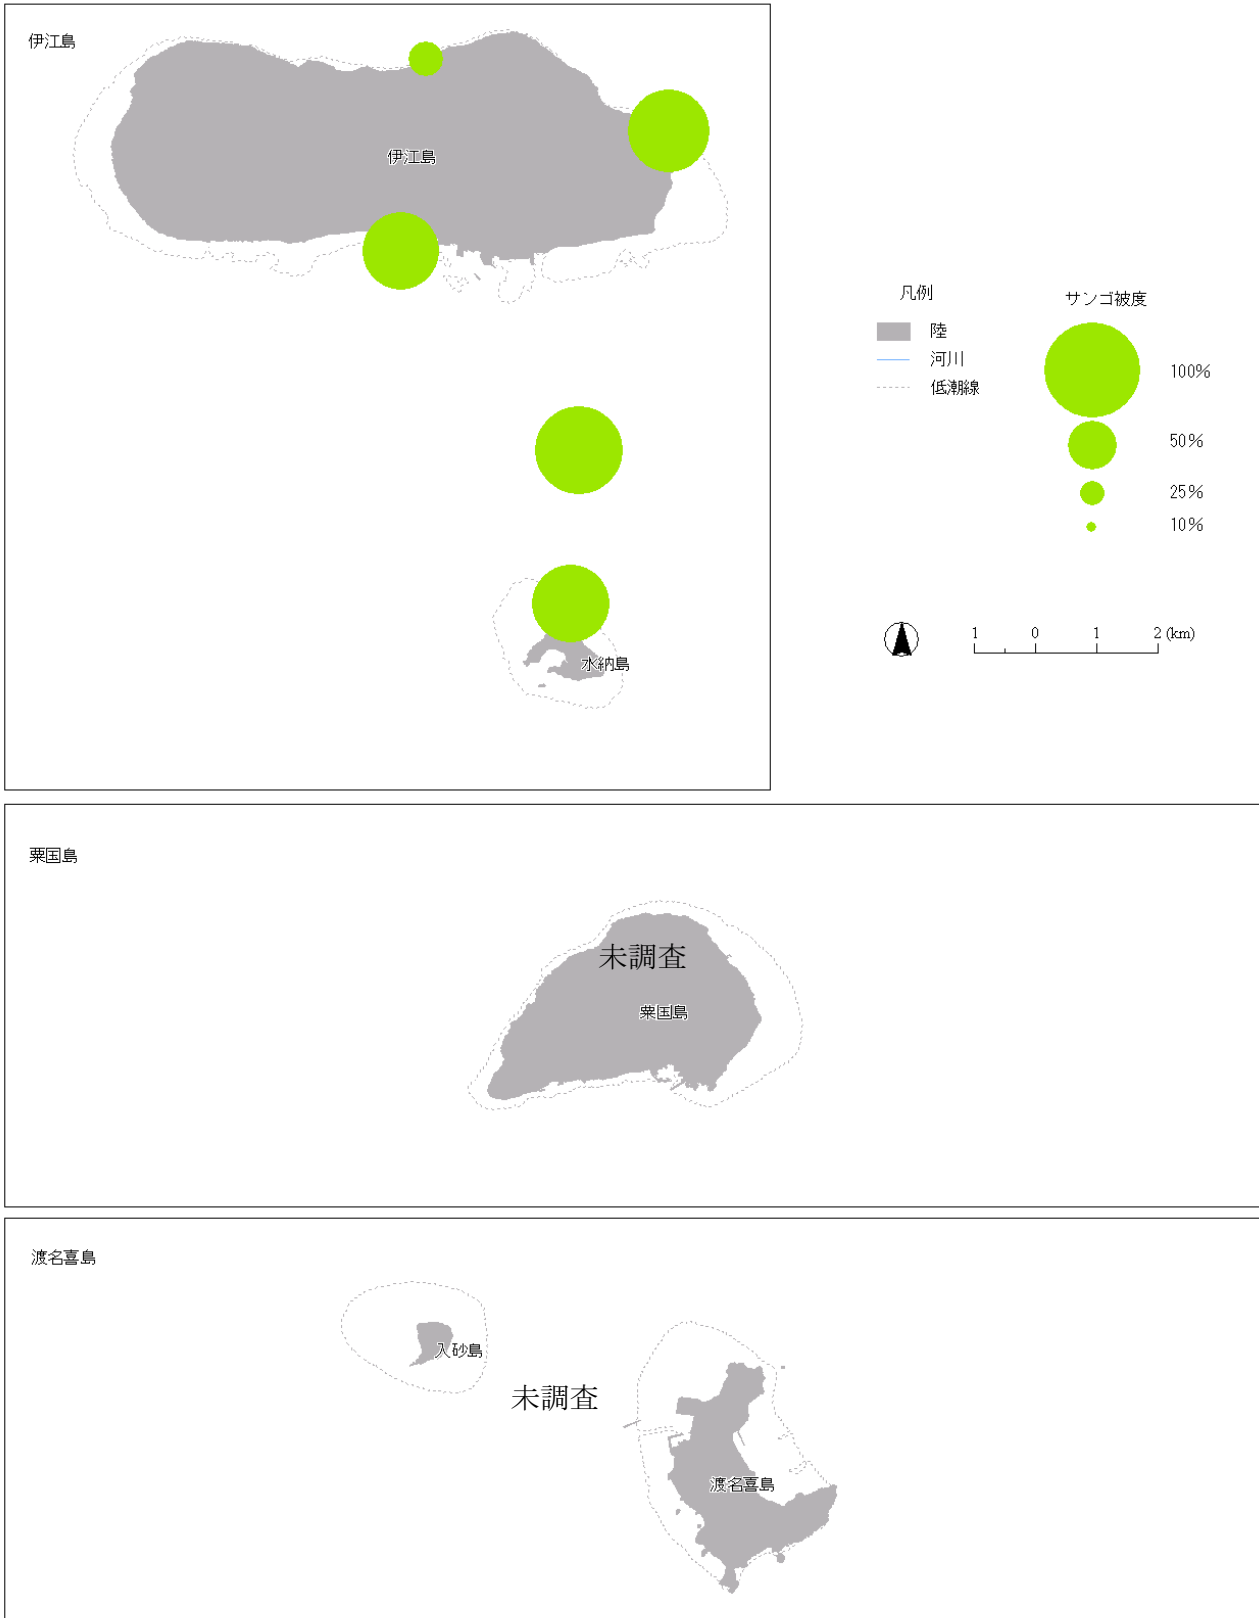 伊江島
伊江島
水納島
凡例
陸
河川
低潮線
サンゴ被度
100%
50%
25%
10%
1 0 1 2 (km)
粟国島
未調査
粟国島
渡名喜島
入砂島
未調査
渡名喜島